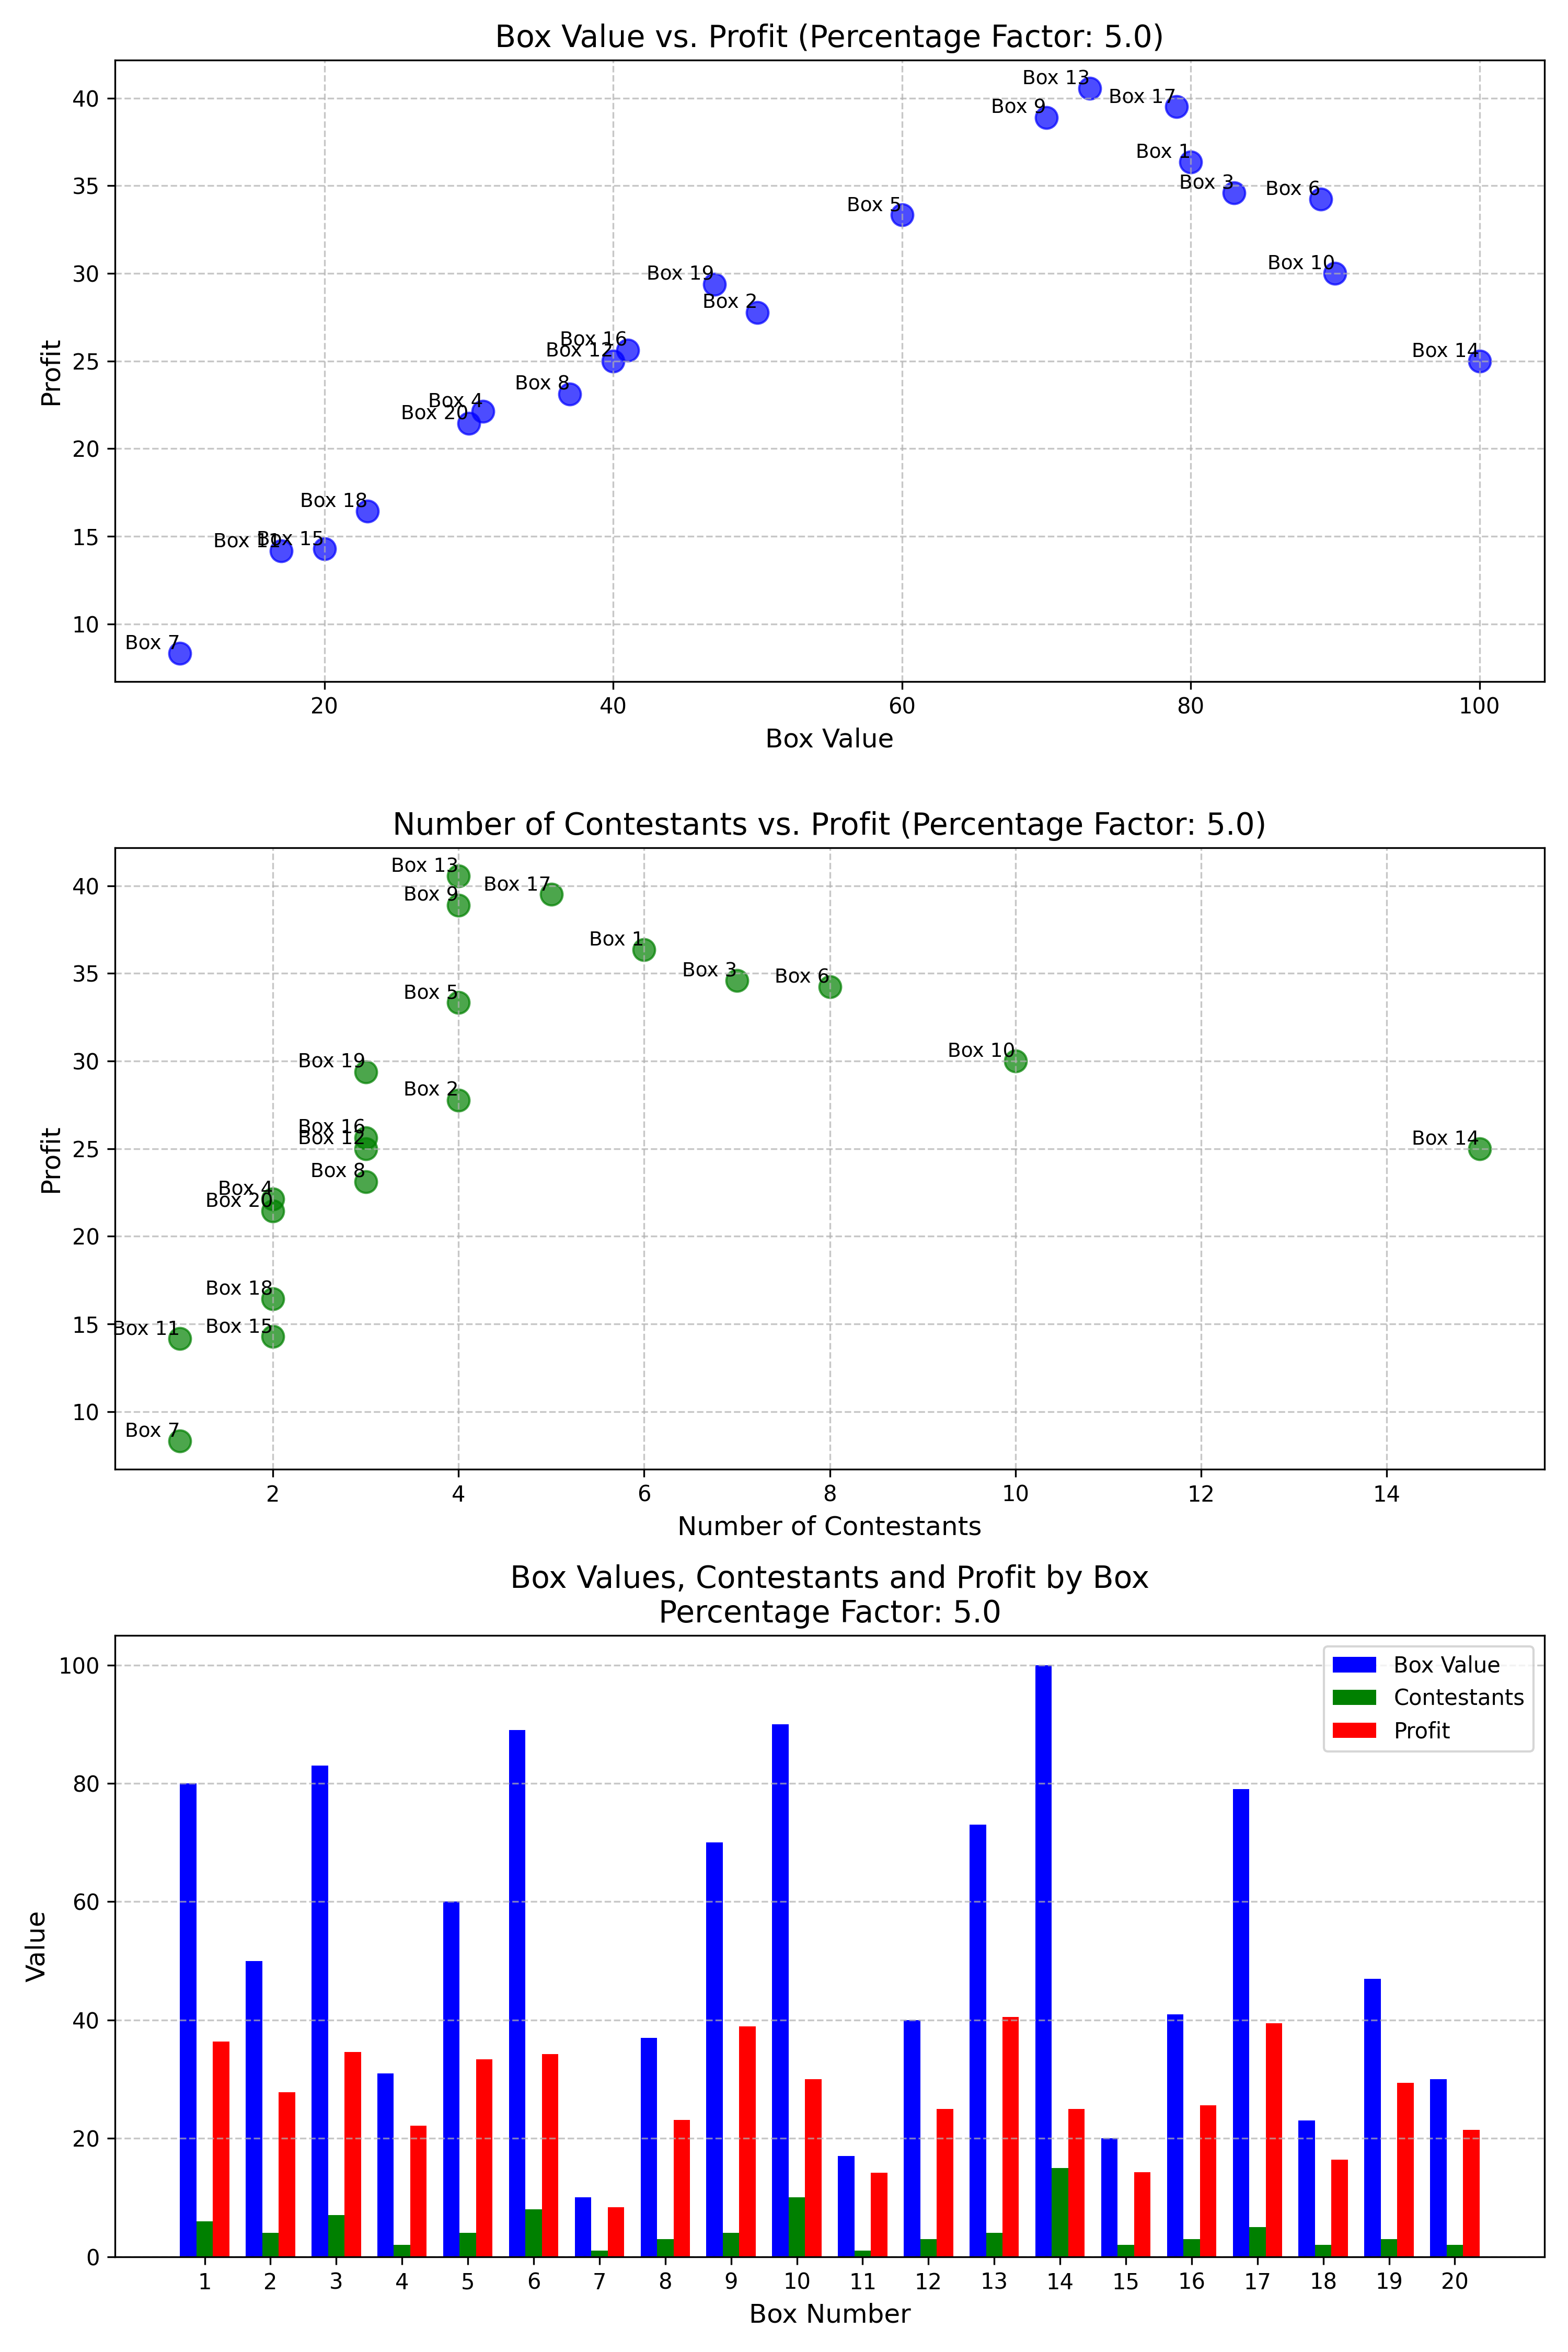 Box Value vs. Profit (Percentage Factor: 5.0)
40
35
30
25
20
15
10
Profit
Box 13
Box 17
Box 9
Box 1
Box 3
Box 6
Box 5
Box 10
Box 19
Box 2
Box 16
Box 12
Box 14
Box 8
Box 4
Box 20
Box 18
Box 11
Box 15
Box 7
20 40 60 80 100
Box Value
Number of Contestants vs. Profit (Percentage Factor: 5.0)
40
35
30
25
20
15
10
Profit
Box 13
Box 17
Box 9
Box 1
Box 3
Box 6
Box 5
Box 19
Box 10
Box 2
Box 16
Box 12
Box 14
Box 8
Box 4
Box 20
Box 18
Box 11
Box 15
Box 7
2 4 6 8 10 12 14
Number of Contestants
Box Values, Contestants and Profit by Box
Percentage Factor: 5.0
100
80
60
40
20
0
Value
Box Value
Contestants
Profit
1 2 3 4 5 6 7 8 9 10 11 12 13 14 15 16 17 18 19 20
Box Number